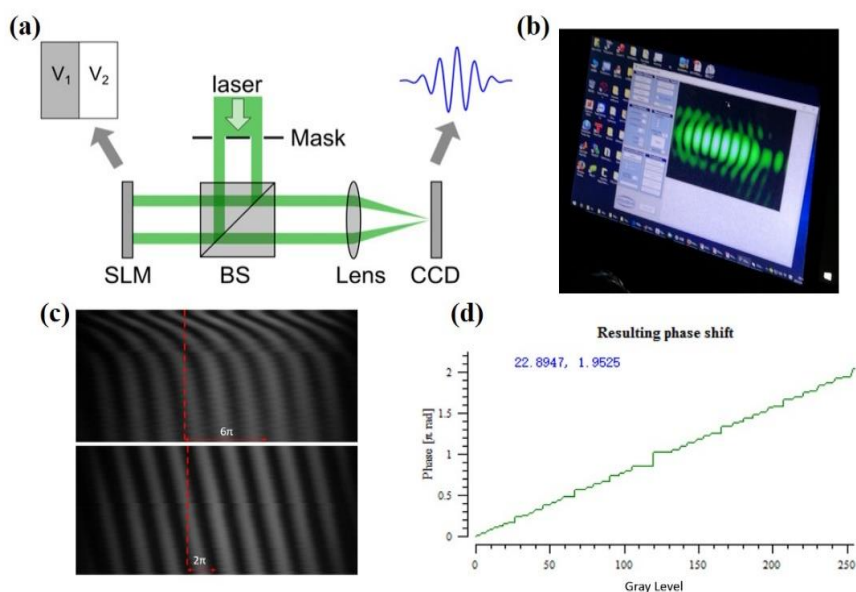 (a)
V1 V2
laser
Mask
SLM
BS
Lens
CCD
(b)
(c)
6π
2π
(d)
Resulting phase shift
22.8947, 1.9525
Phase [π rad]
2
1.5
1
0.5
0
0
50
100
150
200
250
Gray Level